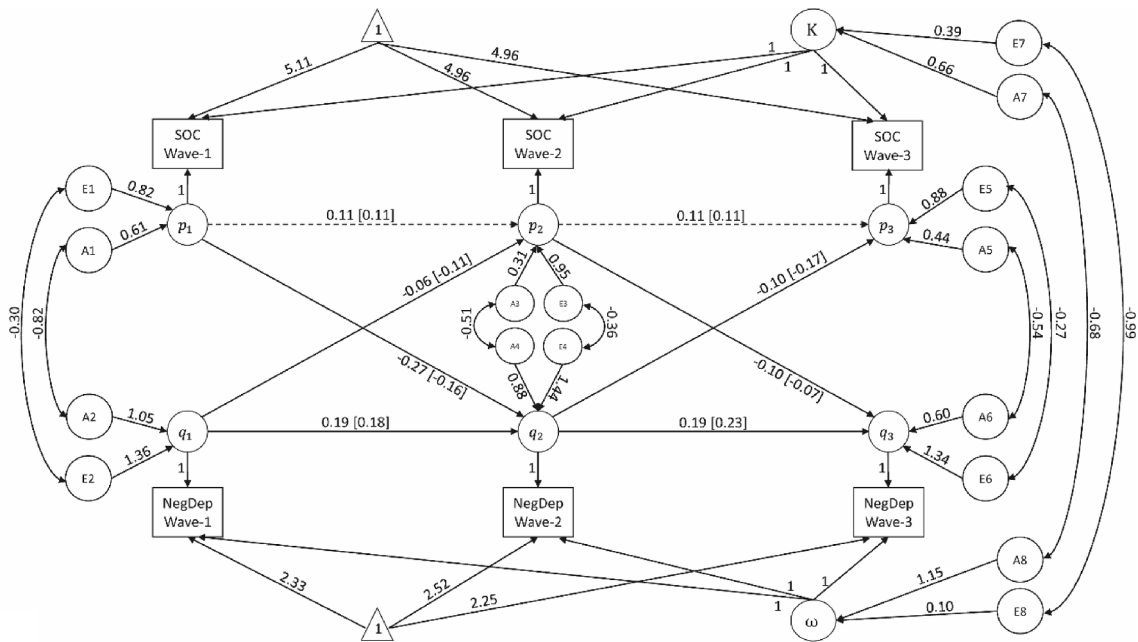 1
K
0.39
E7
5.11
4.96
4.96
1
1
1
0.66
A7
SOC
Wave-1
SOC
Wave-2
SOC
Wave-3
E1
0.82
1
1
1
0.88
E5
p₁
0.11 [0.11]
p₂
0.11 [0.11]
p₃
A1
0.61
0.44
A5
-0.06 [-0.11]
0.31
0.95
-0.10 [-0.17]
-0.30
-0.82
-0.51
A3
E3
-0.36
A4
E4
-0.54
-0.27
-0.68
-0.99
-0.27 [-0.16]
0.88
1.44
-0.10 [-0.07]
A2
1.05
0.60
A6
q₁
0.19 [0.18]
q₂
0.19 [0.23]
q₃
E2
1.36
1
1
1
1.34
E6
NegDep
Wave-1
NegDep
Wave-2
NegDep
Wave-3
A8
2.33
2.52
2.25
1
1
1
1.15
0.10
1
ω
E8